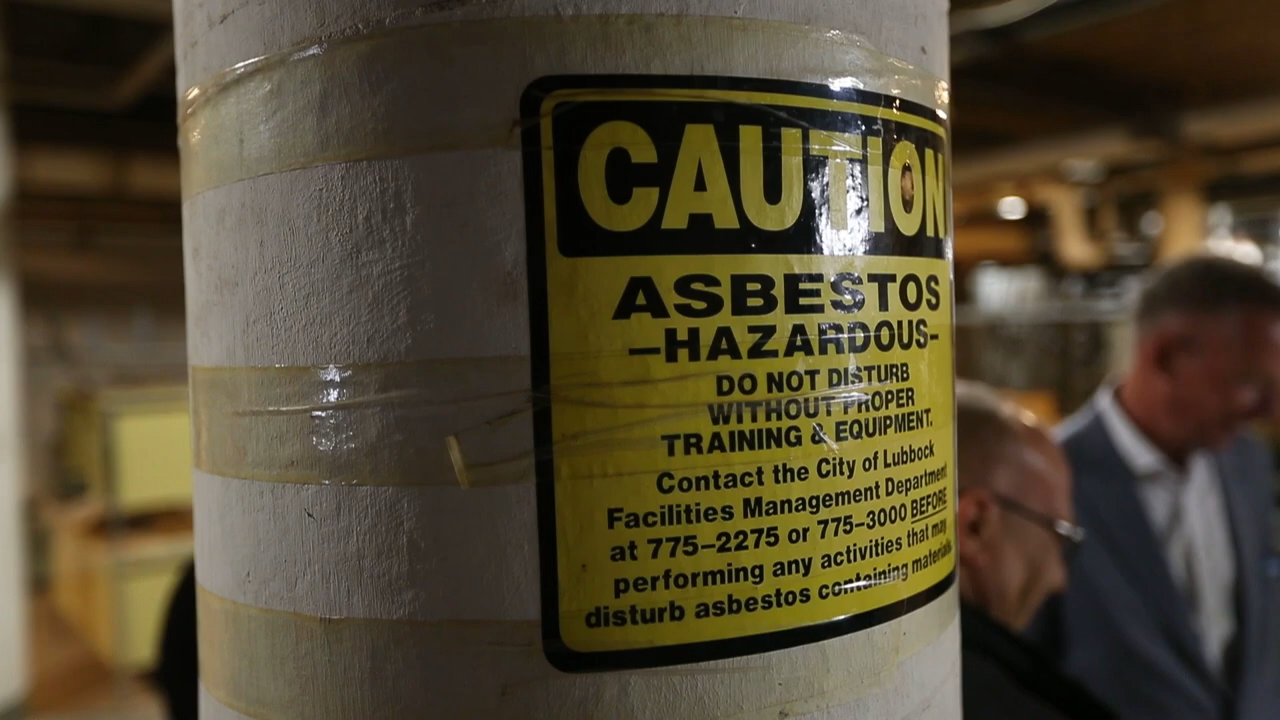 CAUTION
ASBESTOS
-HAZARDOUS-
DO NOT DISTURB
WITHOUT PROPER
TRAINING & EQUIPMENT.
Contact the City of Lubbock
Facilities Management Department
at 775-2275 or 775-3000 BEFORE
performing any activities that may
disturb asbestos containing materials.